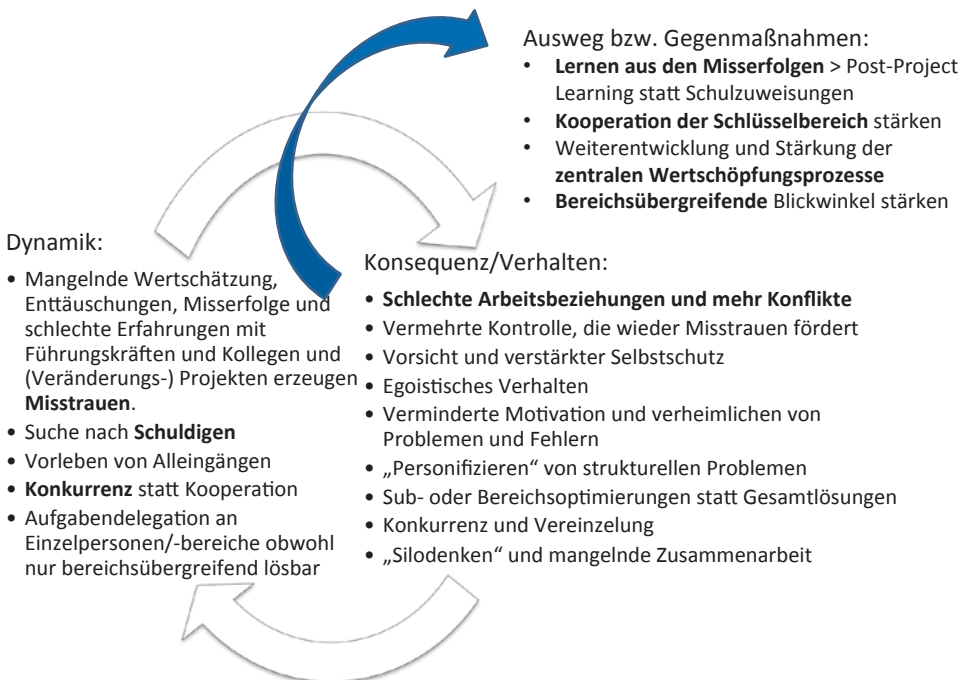 Ausweg bzw. Gegenmaßnahmen:
• Lernen aus den Misserfolgen > Post-Project
Learning statt Schulzuweisungen
• Kooperation der Schlüsselbereich stärken
• Weiterentwicklung und Stärkung der
zentralen Wertschöpfungsprozesse
• Bereichsübergreifende Blickwinkel stärken
Dynamik:
• Mangelnde Wertschätzung,
Enttäuschungen, Misserfolge und
schlechte Erfahrungen mit
Führungskräften und Kollegen und
(Veränderungs-) Projekten erzeugen
Misstrauen.
• Suche nach Schuldigen
• Vorleben von Alleingängen
• Konkurrenz statt Kooperation
• Aufgabendelegation an
Einzelpersonen/-bereiche obwohl
nur bereichsübergreifend lösbar
Konsequenz/Verhalten:
• Schlechte Arbeitsbeziehungen und mehr Konflikte
• Vermehrte Kontrolle, die wieder Misstrauen fördert
• Vorsicht und verstärkter Selbstschutz
• Egoistisches Verhalten
• Verminderte Motivation und verheimlichen von
Problemen und Fehlern
• „Personifizieren“ von strukturellen Problemen
• Sub- oder Bereichsoptimierungen statt Gesamtlösungen
• Konkurrenz und Vereinzelung
• „Silodenken“ und mangelnde Zusammenarbeit